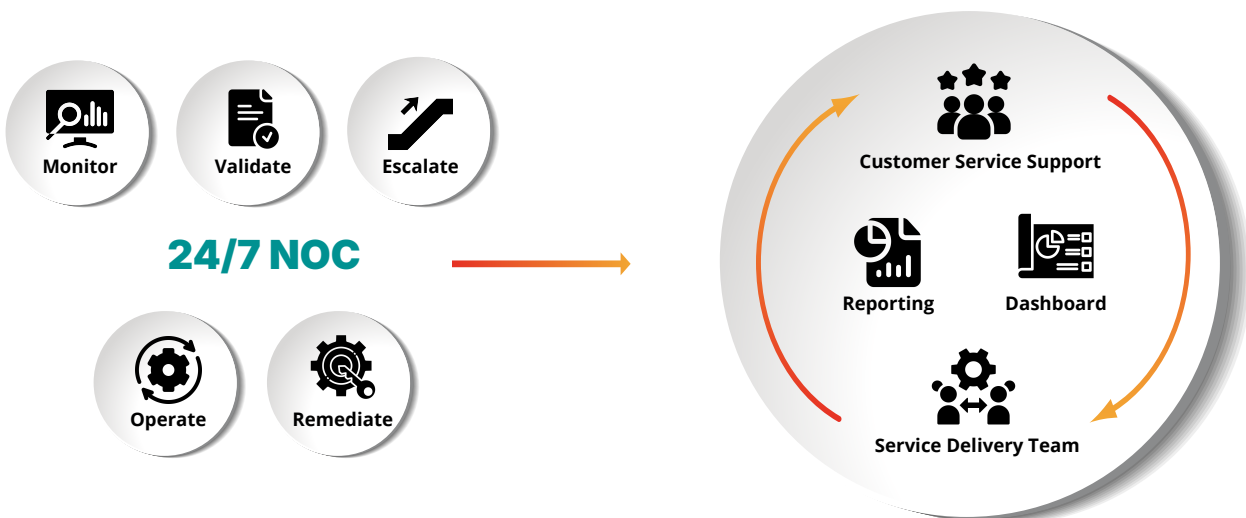 Monitor
Validate
Escalate
24/7 NOC
Operate
Remediate
Customer Service Support
Reporting
Dashboard
Service Delivery Team